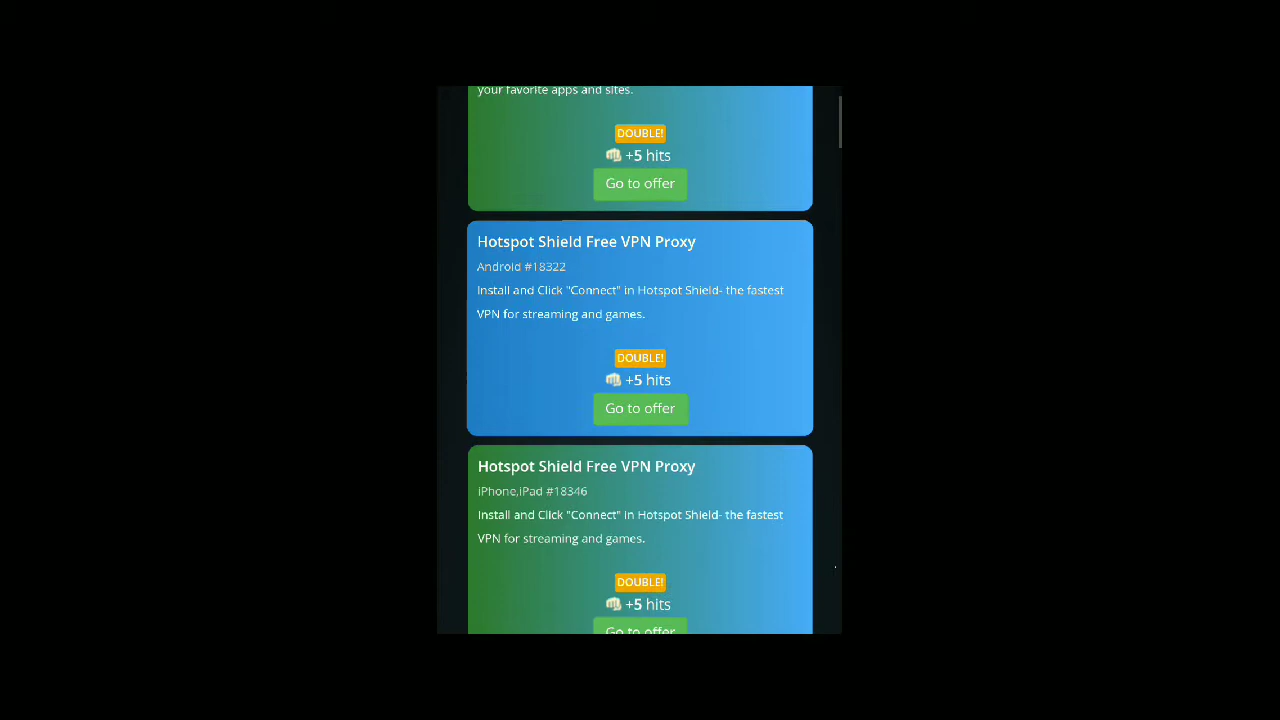 your favorite apps and sites.
DOUBLE!
👊🏻 +5 hits
Go to offer
Hotspot Shield Free VPN Proxy
Android #18322
Install and Click "Connect" in Hotspot Shield- the fastest
VPN for streaming and games.
DOUBLE!
👊🏻 +5 hits
Go to offer
Hotspot Shield Free VPN Proxy
iPhone,iPad #18346
Install and Click "Connect" in Hotspot Shield- the fastest
VPN for streaming and games.
DOUBLE!
👊🏻 +5 hits
Go to offer